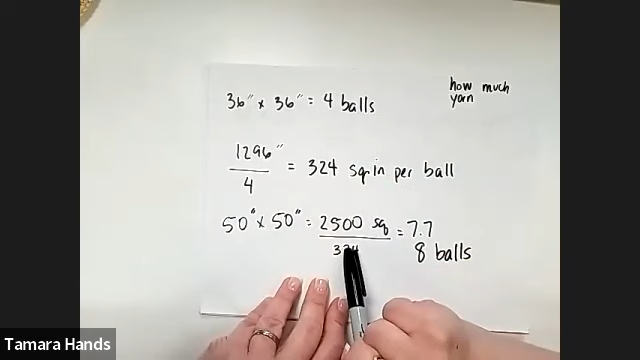 how much
yarn
36" x 36" = 4 balls
1296"
4
= 324 sq in per ball
50" x 50" = 2500 sq
324
= 7.7
8 balls
Tamara Hands